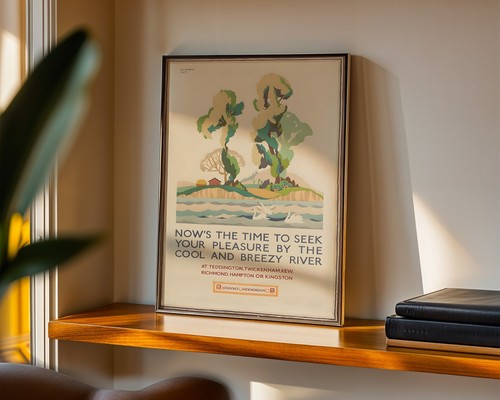 NOW'S THE TIME TO SEEK
YOUR PLEASURE BY THE
COOL AND BREEZY RIVER
AT TEDDINGTON, TWICKENHAM, KEW,
RICHMOND HAMPTON OR KINGSTON